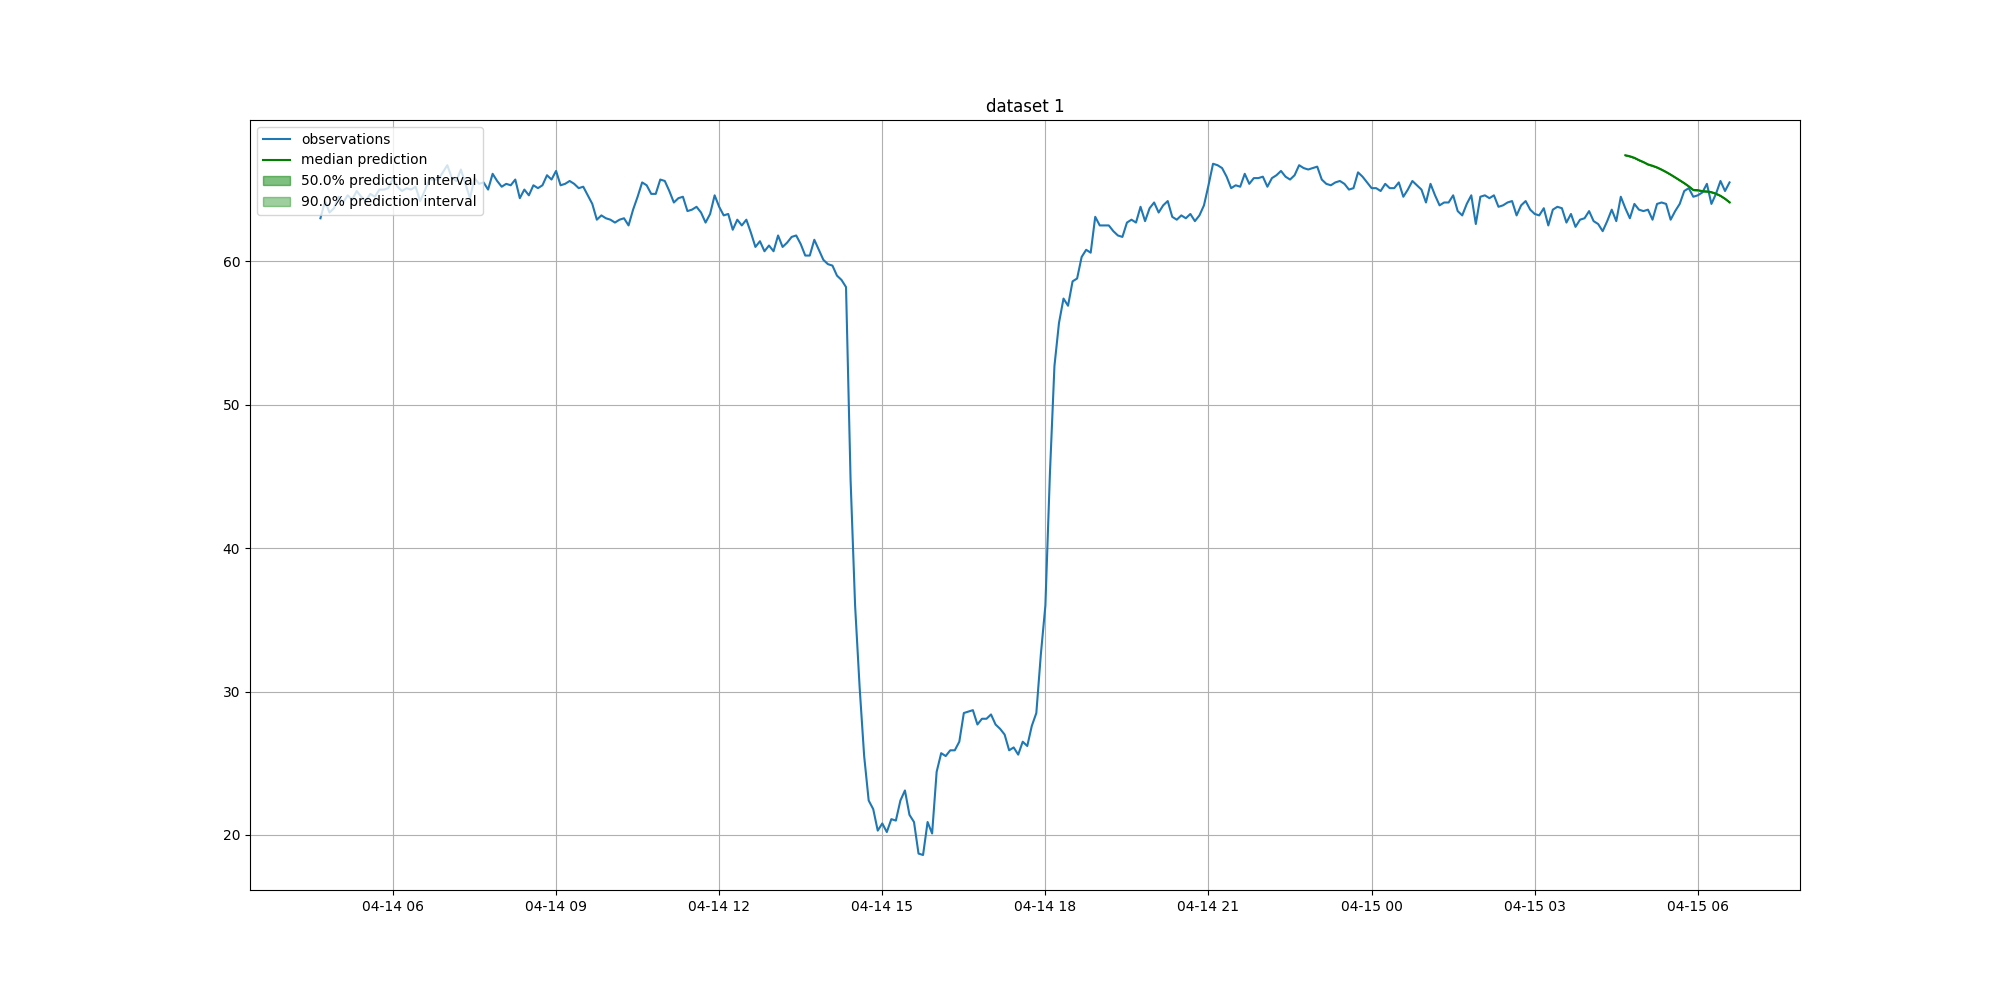 dataset 1
observations
median prediction
50.0% prediction interval
90.0% prediction interval
60
50
40
30
20
04-14 06
04-14 09
04-14 12
04-14 15
04-14 18
04-14 21
04-15 00
04-15 03
04-15 06